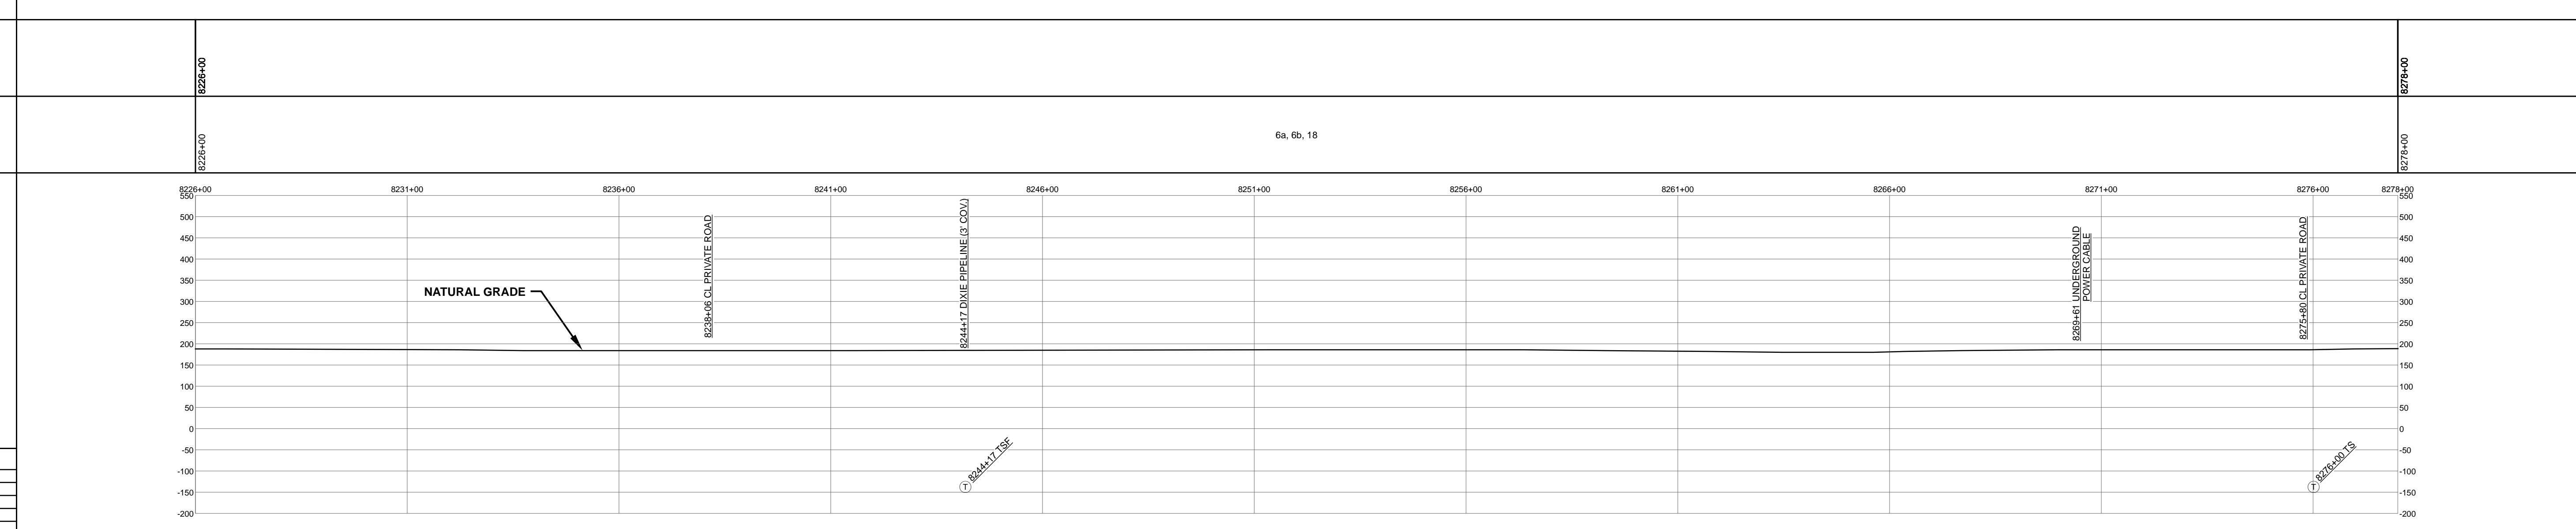 8226+00
8278+00
8226+00
6a, 6b, 18
8278+00
8226+00 8231+00 8236+00 8241+00 8246+00 8251+00 8256+00 8261+00 8266+00 8271+00 8276+00 8278+00
550 550
500 500
450 450
400 400
350 350
300 300
250 250
200 200
150 150
100 100
50 50
0 0
-50 -50
-100 -100
-150 -150
-200 -200
NATURAL GRADE
8238+06 CL PRIVATE ROAD
8244+17 DIXIE PIPELINE (3' COV.)
8269+61 UNDERGROUND
POWER CABLE
8275+80 CL PRIVATE ROAD
T 8244+17 TSF
T 8276+00 TS